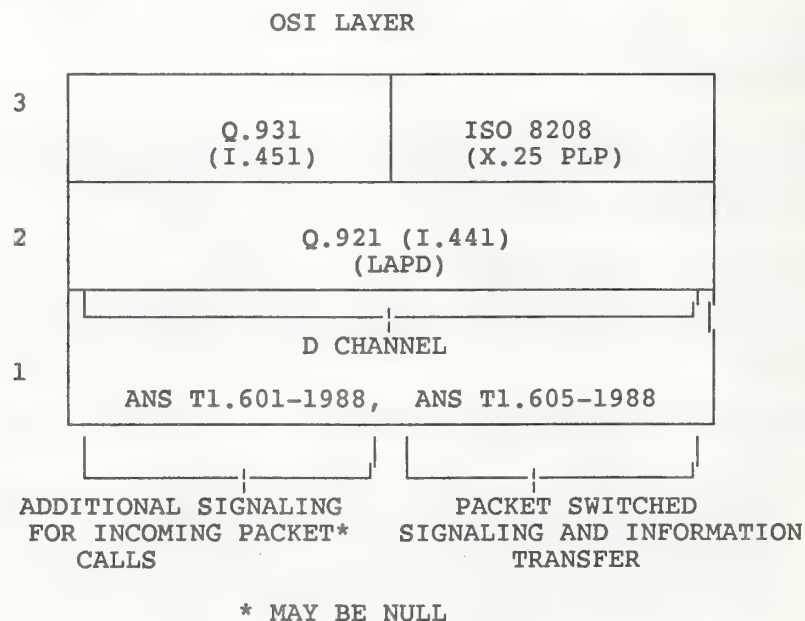 OSI LAYER
3
Q.931
(I.451)
ISO 8208
(X.25 PLP)
2
Q.921 (I.441)
(LAPD)
D CHANNEL
1
ANS T1.601-1988, ANS T1.605-1988
ADDITIONAL SIGNALING
FOR INCOMING PACKET*
CALLS
PACKET SWITCHED
SIGNALING AND INFORMATION
TRANSFER
* MAY BE NULL